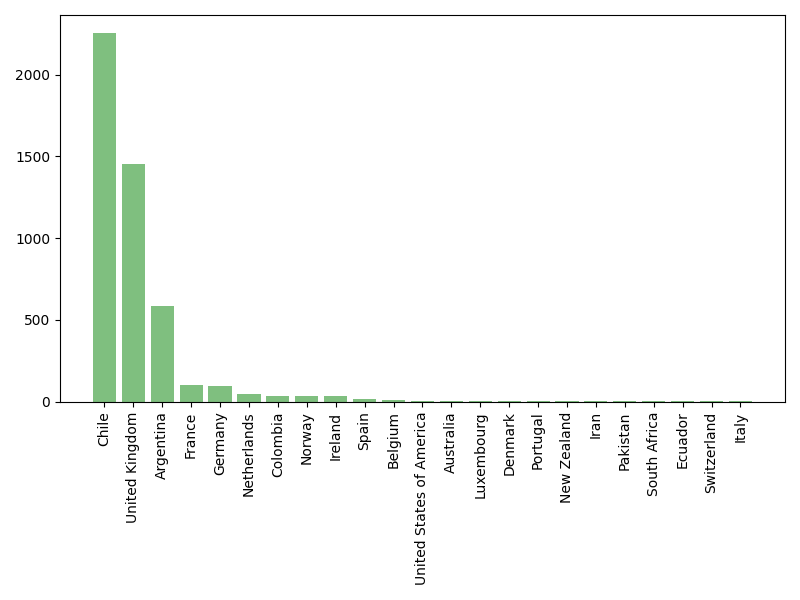 2000
1500
1000
500
0
Chile
United Kingdom
Argentina
France
Germany
Netherlands
Colombia
Norway
Ireland
Spain
Belgium
United States of America
Australia
Luxembourg
Denmark
Portugal
New Zealand
Iran
Pakistan
South Africa
Ecuador
Switzerland
Italy